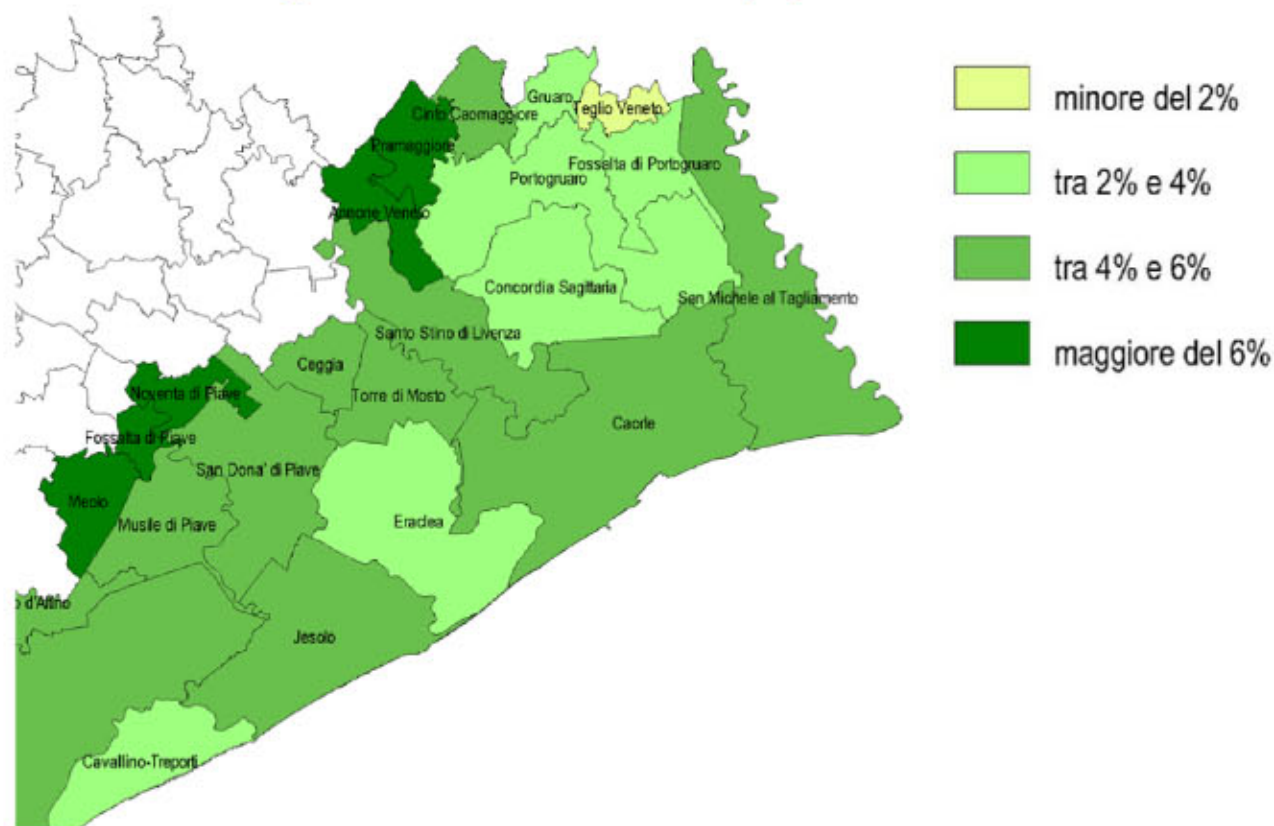 Gruaro
Teglio Veneto
Cinto Caomaggiore
Pramaggiore
Fossalta di Portogruaro
Portogruaro
Annone Veneto
Concordia Sagittaria
San Michele al Tagliamento
Santo Stino di Livenza
Ceggia
Noventa di Piave
Torre di Mosto
Caorle
Fossalta di Piave
San Dona' di Piave
Meolo
Musile di Piave
Eraclea
o d'Altino
Jesolo
Cavallino-Treporti
minore del 2%
tra 2% e 4%
tra 4% e 6%
maggiore del 6%